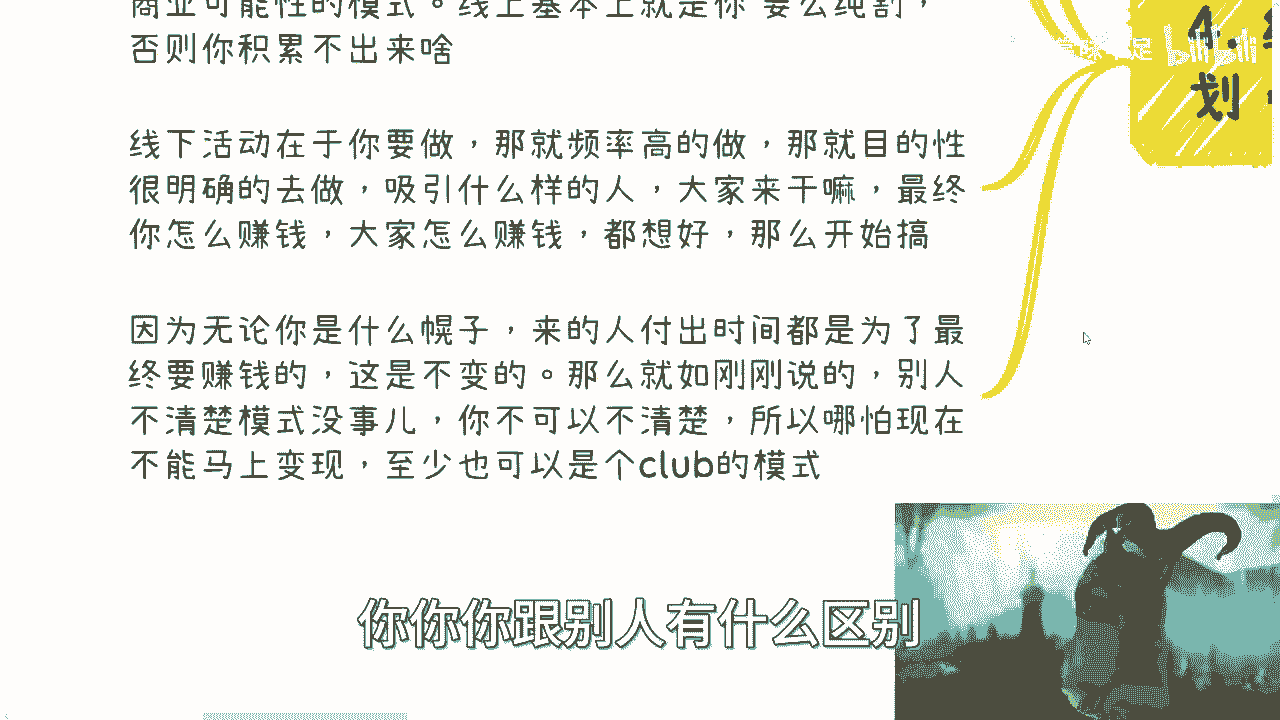 商业可能性的模式。线上基本上就是你 要么纯割，
否则你积累不出来啥
线下活动在于你要做，那就频率高的做，那就目的性
很明确的去做，吸引什么样的人，大家来干嘛，最终
你怎么赚钱，大家怎么赚钱，都想好，那么开始搞
因为无论你是什么幌子，来的人付出时间都是为了最
终要赚钱的，这是不变的。那么就如刚刚说的，别人
不清楚模式没事儿，你不可以不清楚，所以哪怕现在
不能马上变现，至少也可以是个club的模式
4.
划
足 bilibili
你你你跟别人有什么区别